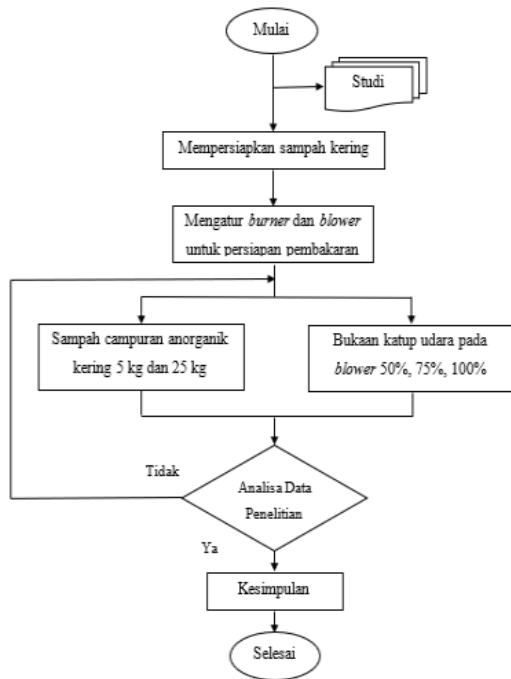 Mulai
Studi
Mempersiapkan sampah kering
Mengatur burner dan blower
untuk persiapan pembakaran
Sampah campuran anorganik
kering 5 kg dan 25 kg
Bukaan katup udara pada
blower 50%, 75%, 100%
Tidak
Analisa Data
Penelitian
Ya
Kesimpulan
Selesai